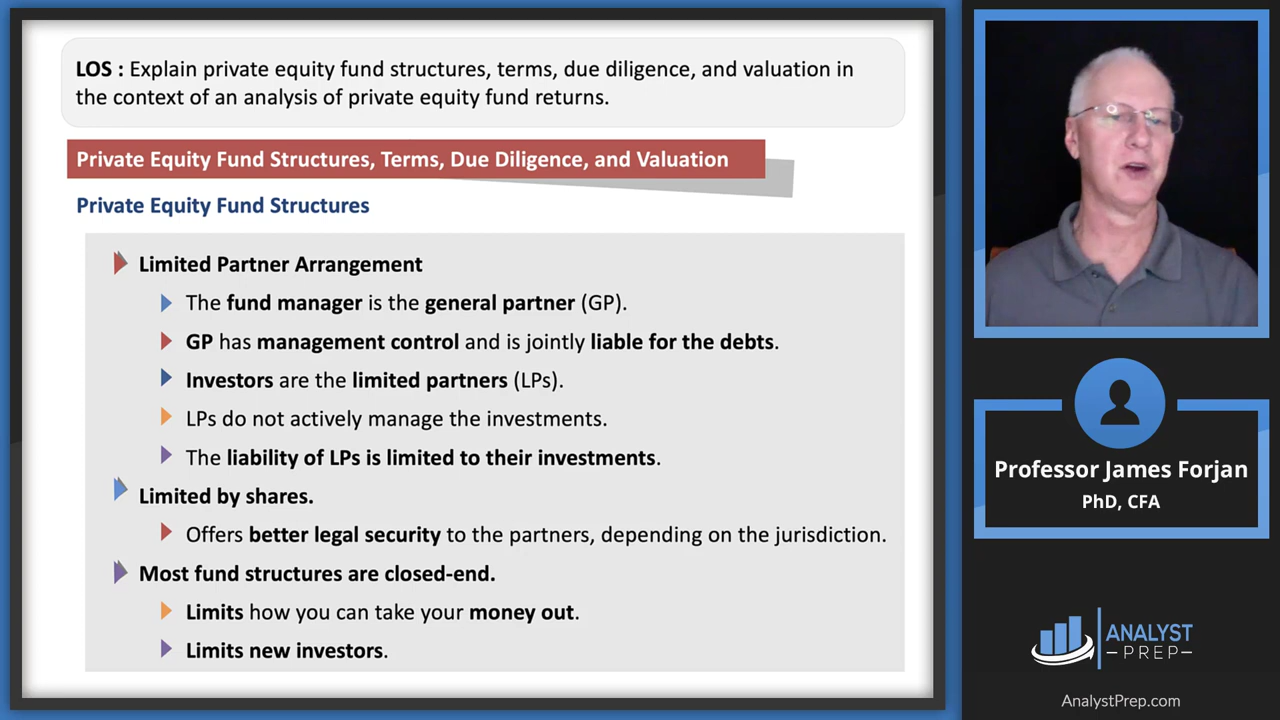 LOS : Explain private equity fund structures, terms, due diligence, and valuation in
the context of an analysis of private equity fund returns.
Private Equity Fund Structures, Terms, Due Diligence, and Valuation
Private Equity Fund Structures
Limited Partner Arrangement
The fund manager is the general partner (GP).
GP has management control and is jointly liable for the debts.
Investors are the limited partners (LPs).
LPs do not actively manage the investments.
The liability of LPs is limited to their investments.
Limited by shares.
Offers better legal security to the partners, depending on the jurisdiction.
Most fund structures are closed-end.
Limits how you can take your money out.
Limits new investors.
Professor James Forjan
PhD, CFA
ANALYST
PREP
AnalystPrep.com